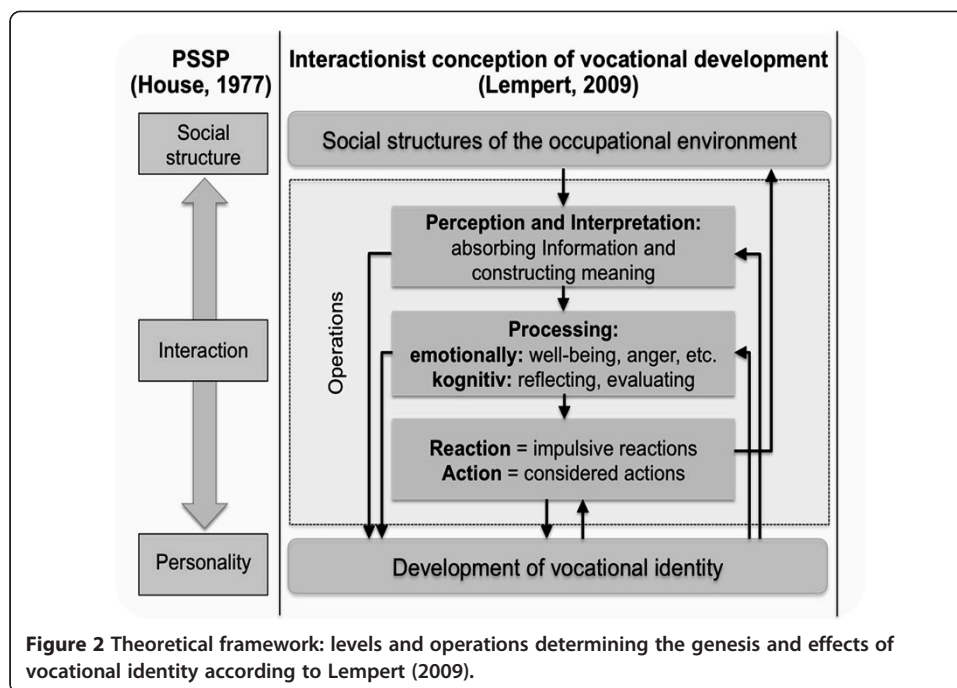 PSSP
(House, 1977)
Interactionist conception of vocational development
(Lempert, 2009)
Social
structure
Social structures of the occupational environment
Operations
Perception and Interpretation:
absorbing Information and
constructing meaning
Interaction
Processing:
emotionally: well-being, anger, etc.
kognitiv: reflecting, evaluating
Reaction = impulsive reactions
Action = considered actions
Personality
Development of vocational identity
Figure 2 Theoretical framework: levels and operations determining the genesis and effects of
vocational identity according to Lempert (2009).